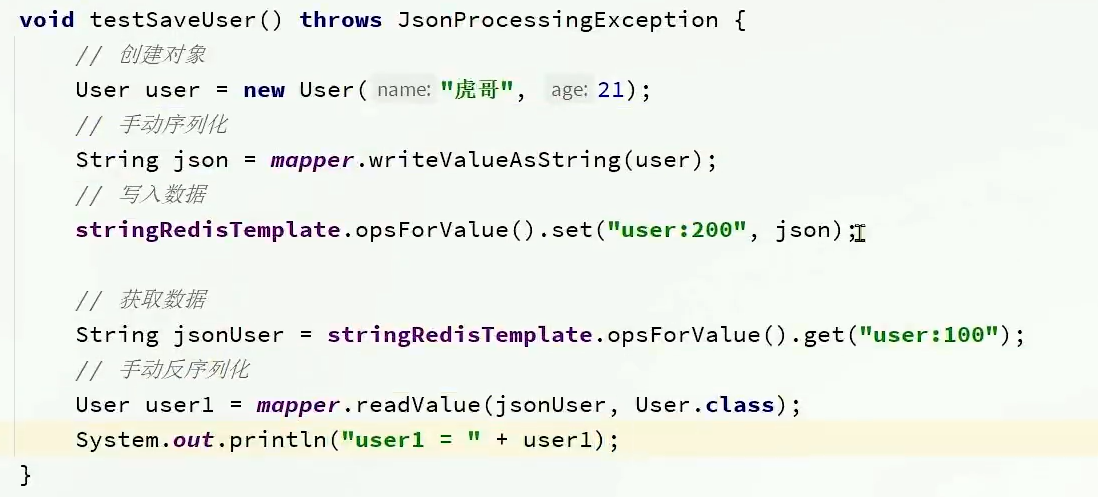 void testSaveUser() throws JsonProcessingException {
// 创建对象
User user = new User( name: "虎哥", age: 21);
// 手动序列化
String json = mapper.writeValueAsString(user);
// 写入数据
stringRedisTemplate.opsForValue().set("user:200", json);
// 获取数据
String jsonUser = stringRedisTemplate.opsForValue().get("user:100");
// 手动反序列化
User user1 = mapper.readValue(jsonUser, User.class);
System.out.println("user1 = " + user1);
}